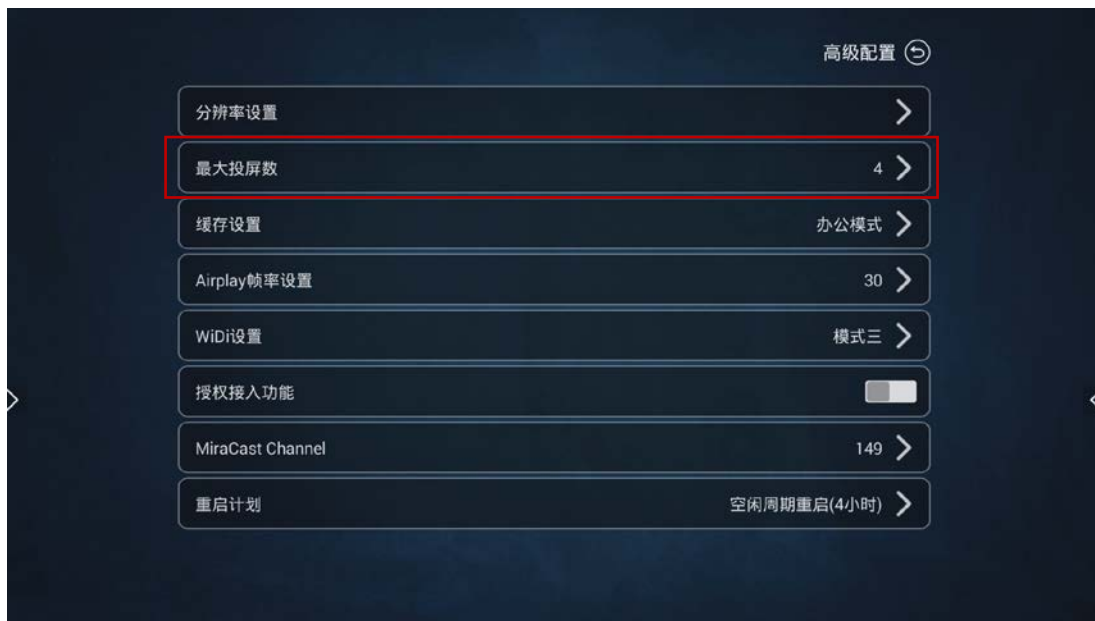 高级配置
分辨率设置
最大投屏数 4
缓存设置 办公模式
Airplay帧率设置 30
WiDi设置 模式三
授权接入功能
MiraCast Channel 149
重启计划 空闲周期重启(4小时)